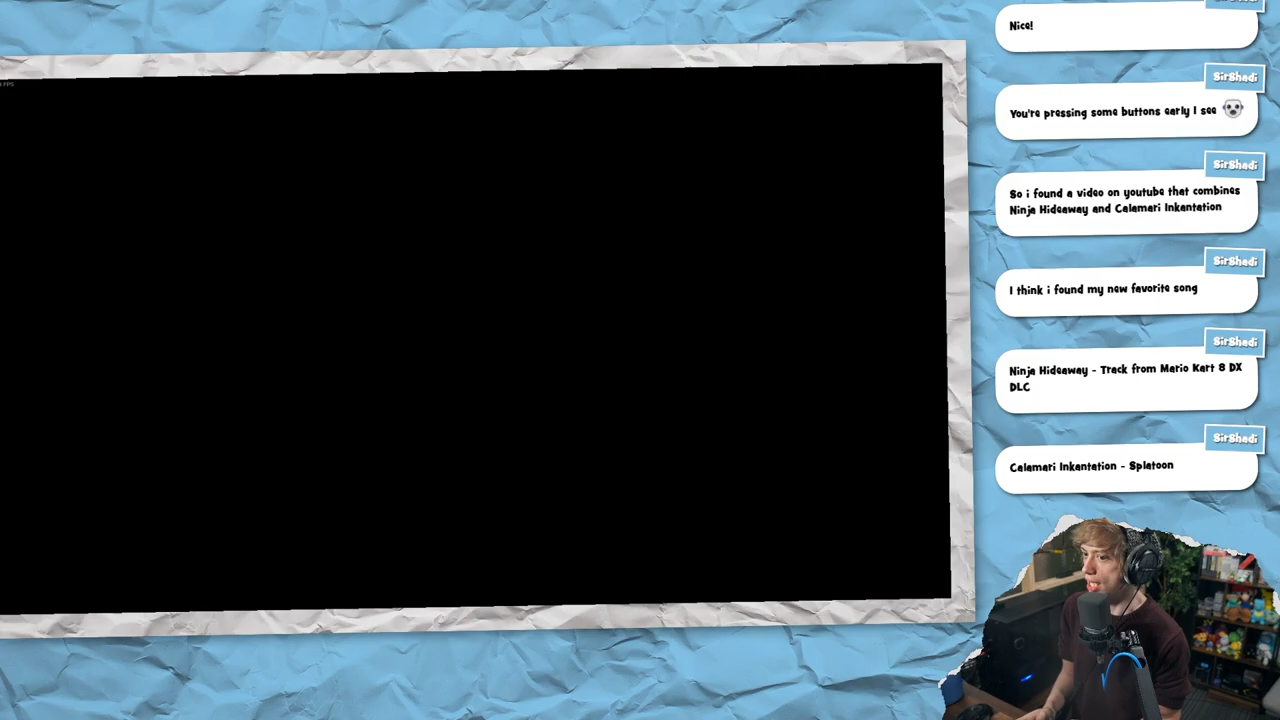 FPS
Nice!
SirShadi
You're pressing some buttons early I see
SirShadi
So i found a video on youtube that combines
Ninja Hideaway and Calamari Inkantation
SirShadi
I think i found my new favorite song
SirShadi
Ninja Hideaway - Track from Mario Kart 8 DX
DLC
SirShadi
Calamari Inkantation - Splatoon